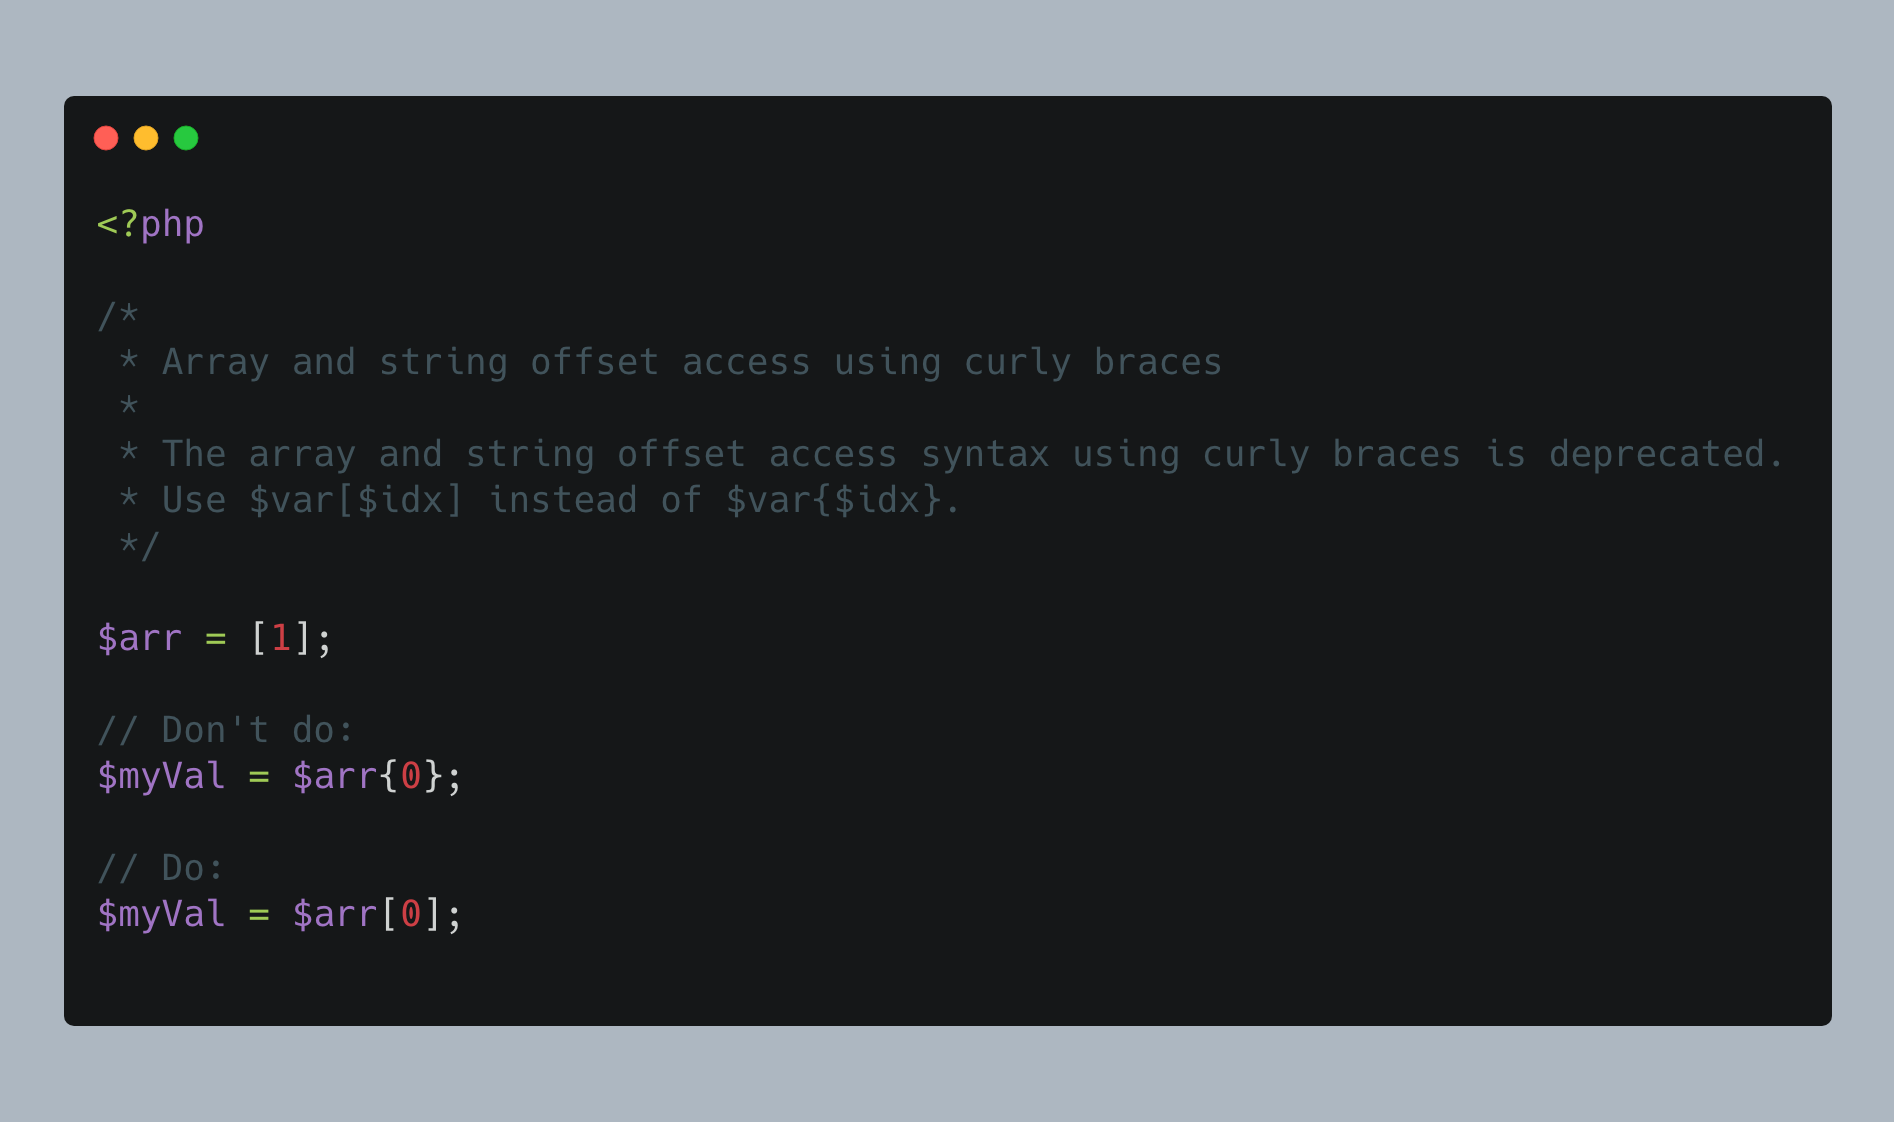 <?php
/*
 * Array and string offset access using curly braces
 *
 * The array and string offset access syntax using curly braces is deprecated.
 * Use $var[$idx] instead of $var{$idx}.
 */
$arr = [1];
// Don't do:
$myVal = $arr{0};
// Do:
$myVal = $arr[0];